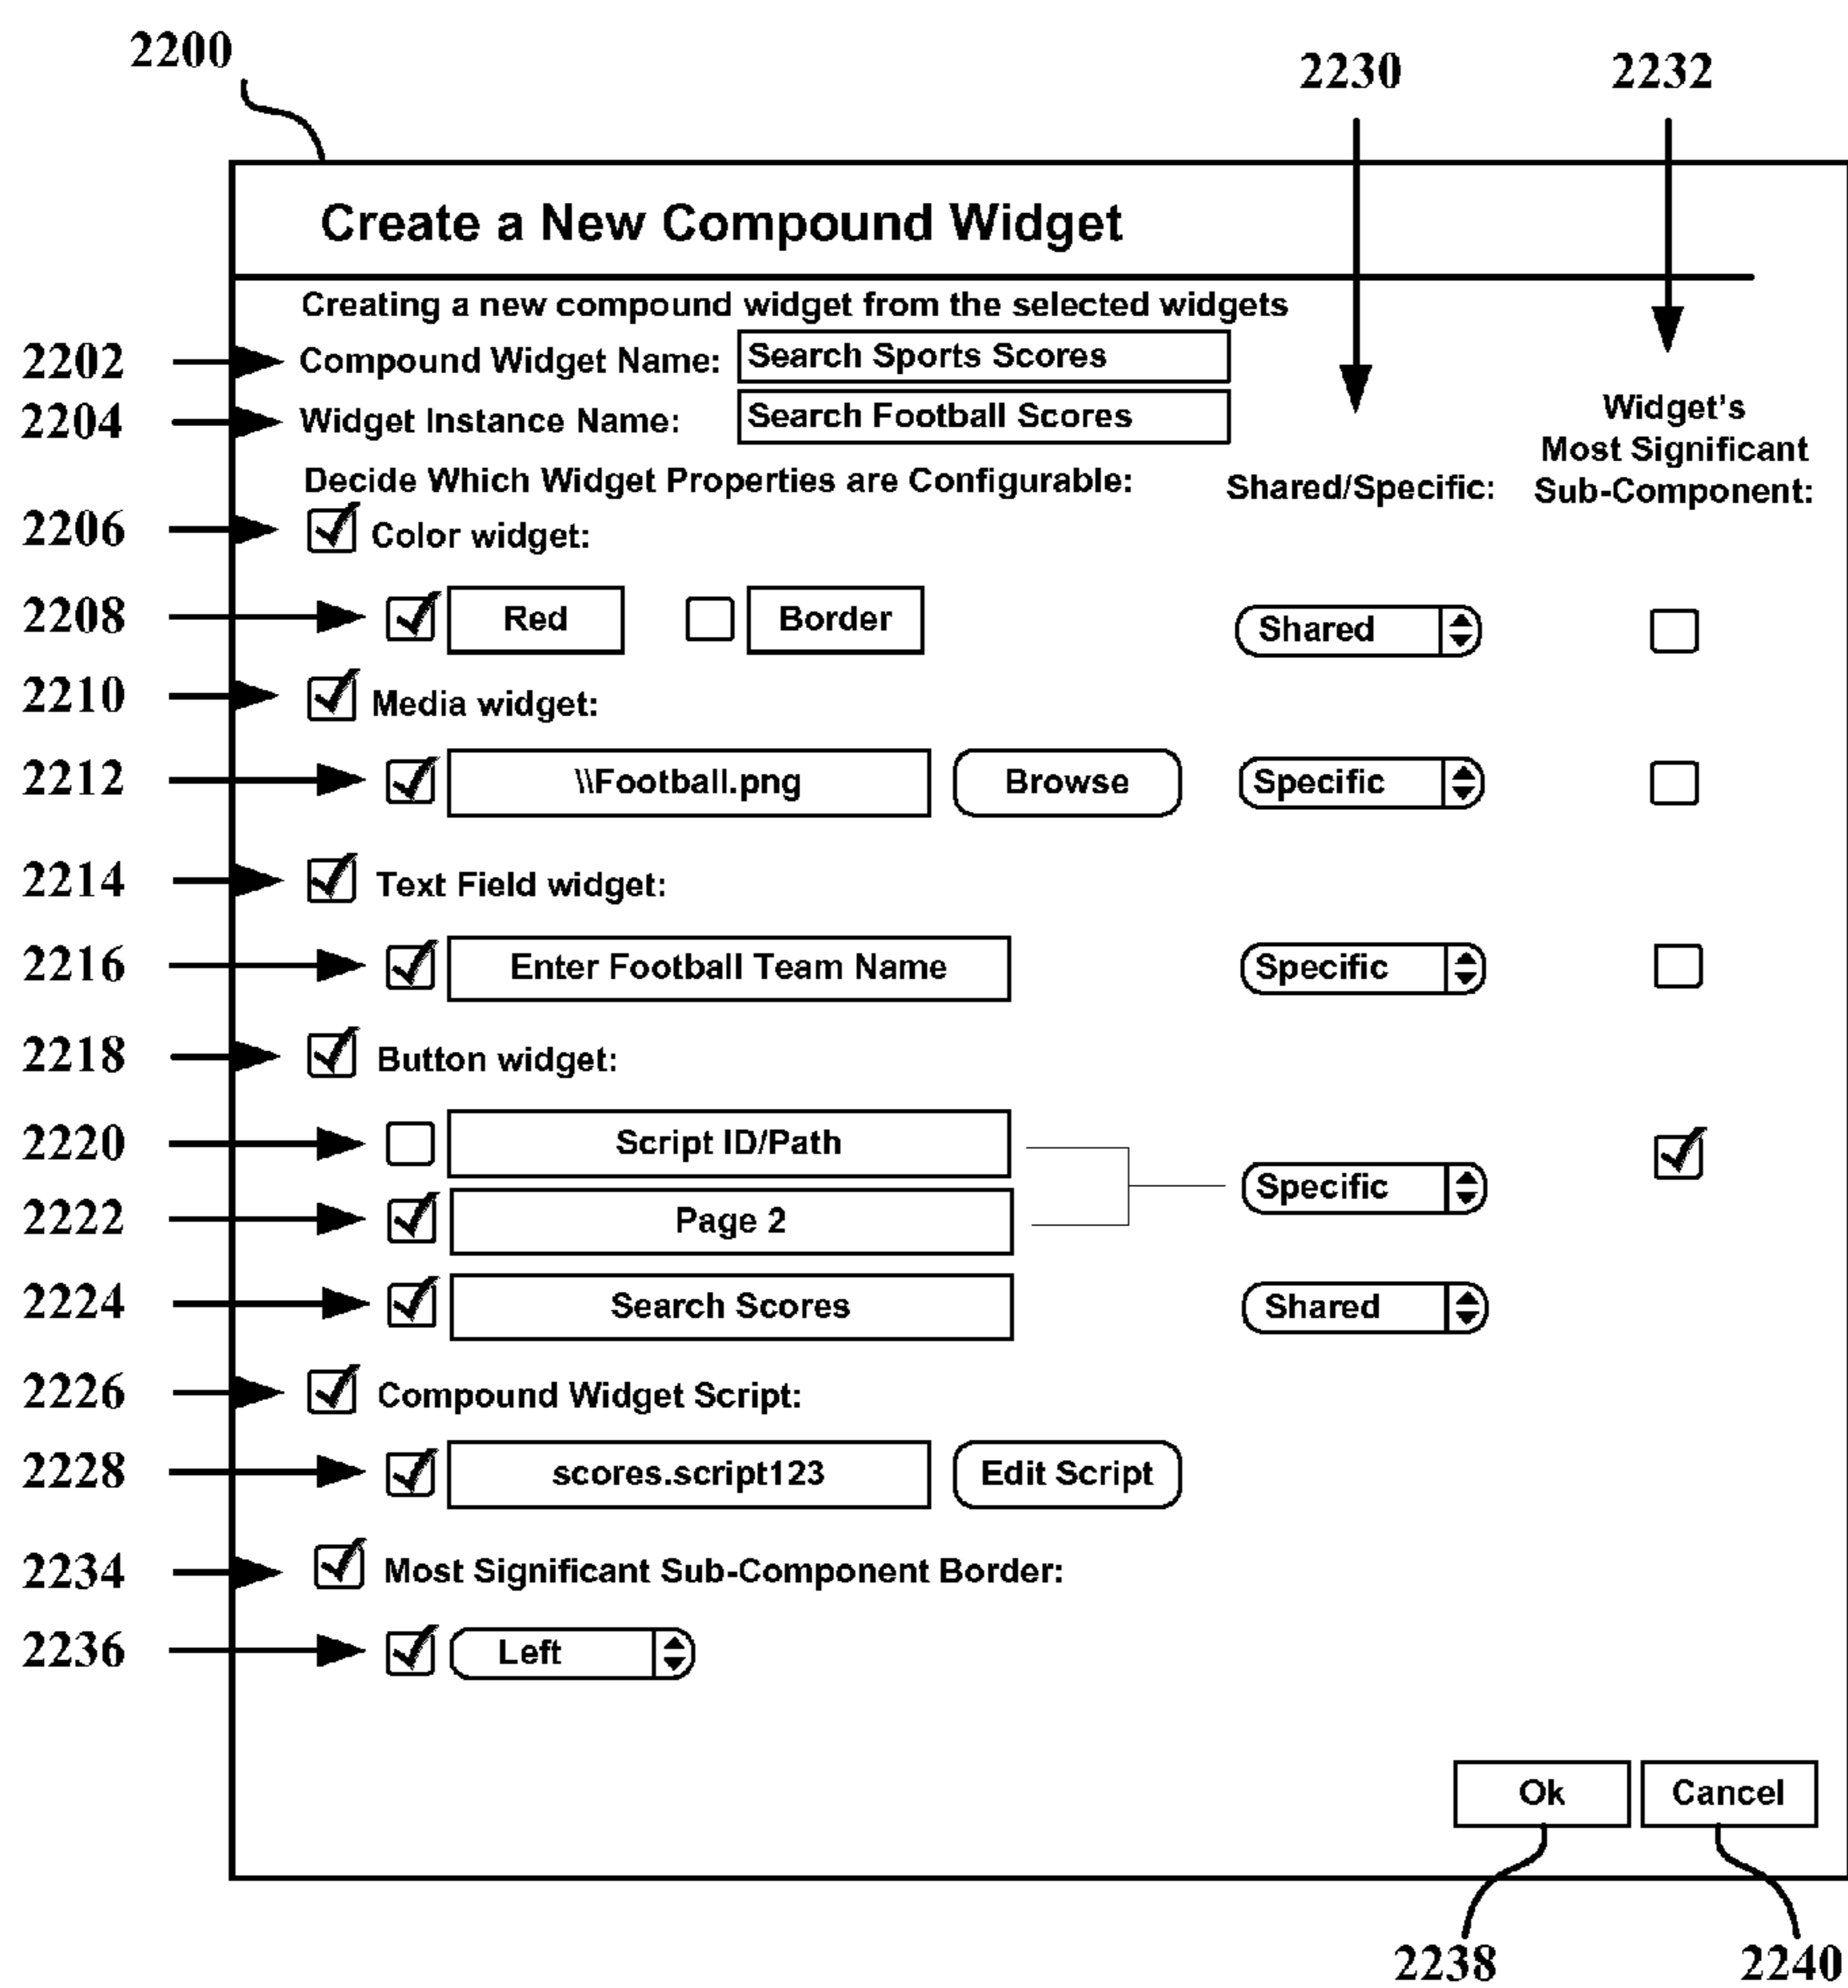 2200
2230
2232
Create a New Compound Widget
Creating a new compound widget from the selected widgets
2202 Compound Widget Name: Search Sports Scores
2204 Widget Instance Name: Search Football Scores
Widget's
Most Significant
Sub-Component:
Decide Which Widget Properties are Configurable: Shared/Specific:
2206 Color widget:
2208 Red Border Shared
2210 Media widget:
2212 \\Football.png Browse Specific
2214 Text Field widget:
2216 Enter Football Team Name Specific
2218 Button widget:
2220 Script ID/Path
Specific
2222 Page 2
2224 Search Scores Shared
2226 Compound Widget Script:
2228 scores.script123 Edit Script
2234 Most Significant Sub-Component Border:
2236 Left
Ok Cancel
2238 2240